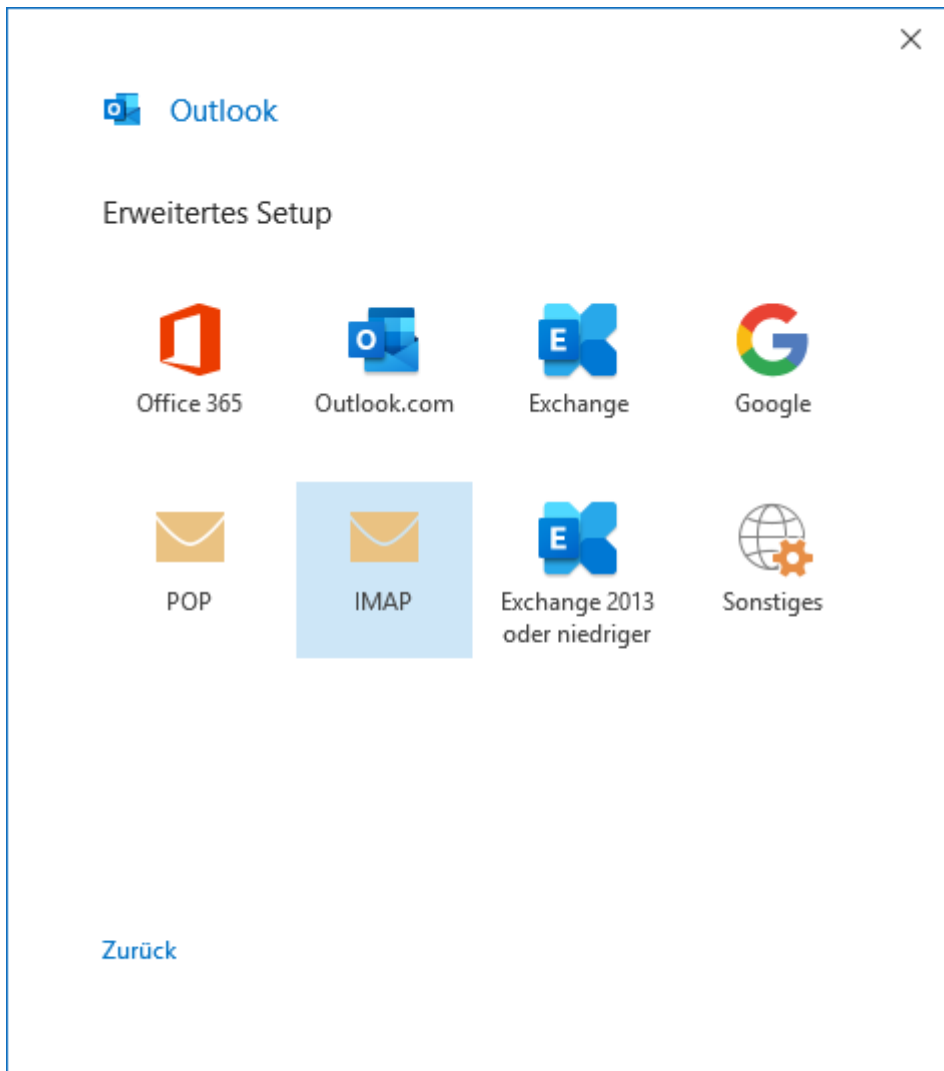 Outlook
Erweitertes Setup
Office 365
Outlook.com
Exchange
Google
POP
IMAP
Exchange 2013
oder niedriger
Sonstiges
Zurück